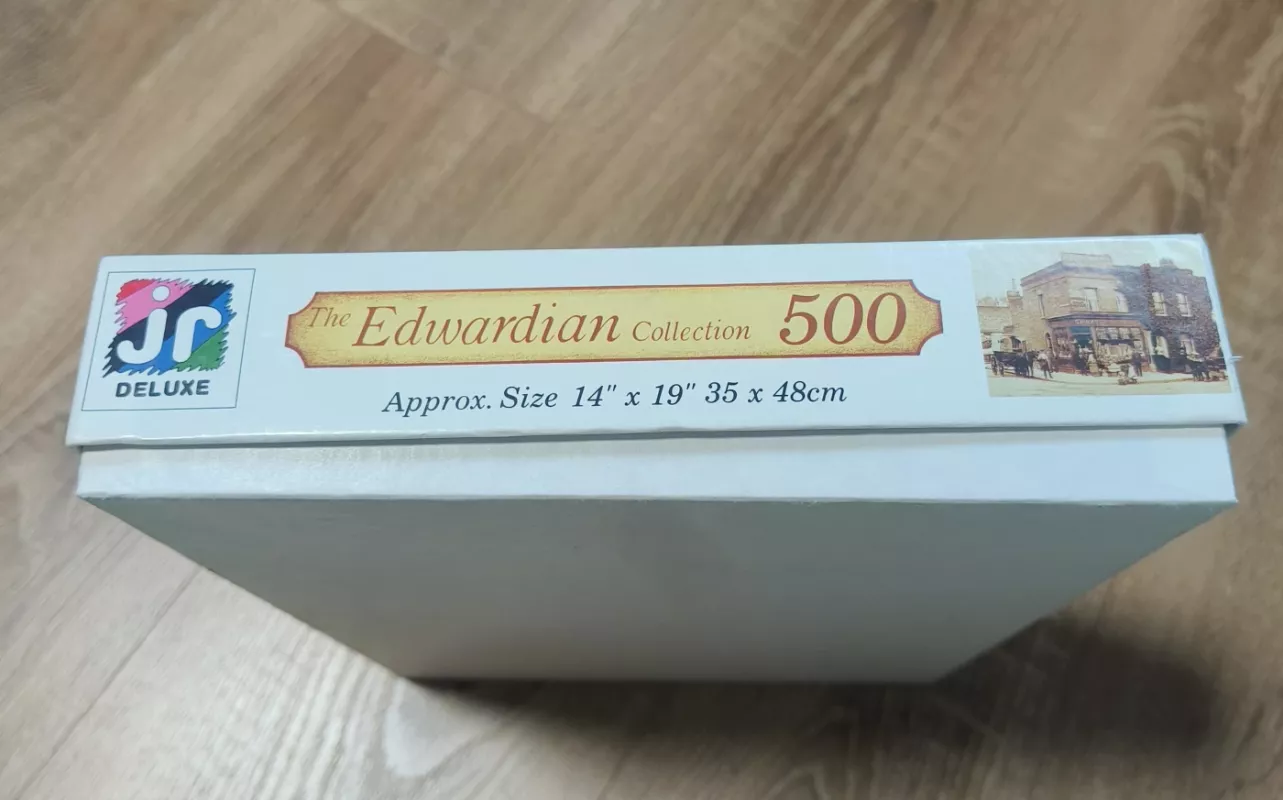 jr
DELUXE
The Edwardian Collection 500
Approx. Size 14" x 19" 35 x 48cm